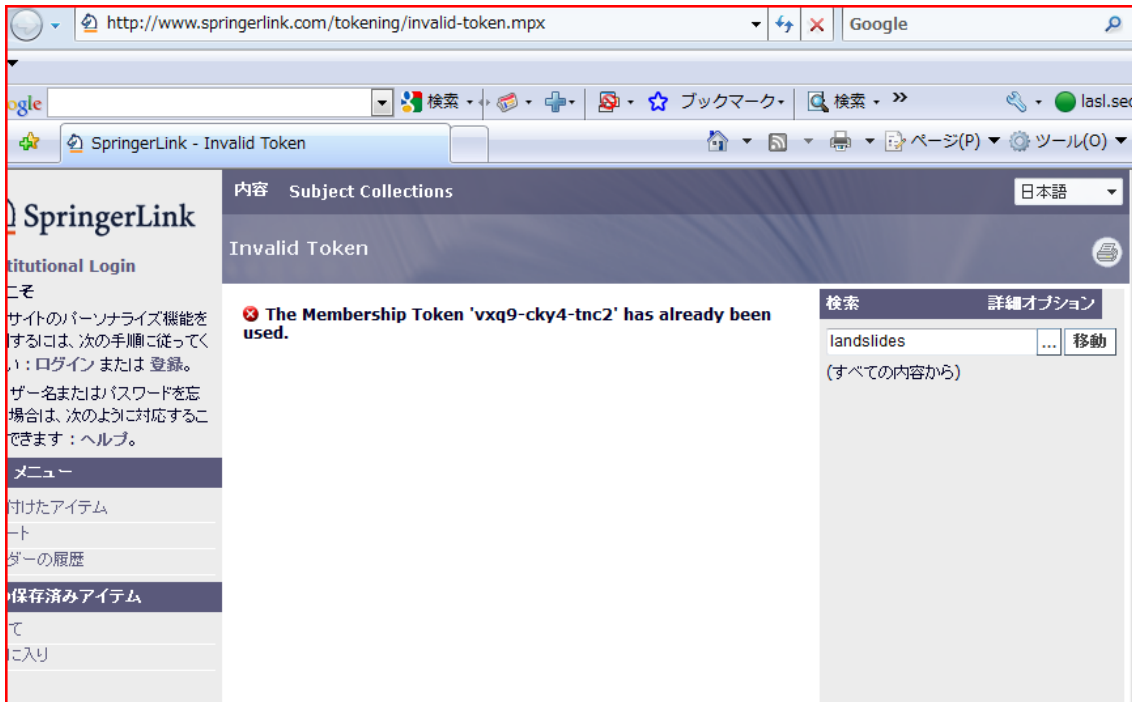 http://www.springerlink.com/tokening/invalid-token.mpx
Google
ogle
検索
ブックマーク
検索
lasl.sec
SpringerLink - Invalid Token
ページ(P)
ツール(O)
SpringerLink
titutional Login
こそ
サイトのパーソナライズ機能を
するには、次の手順に従ってく
い：ログイン または 登録。
ザー名またはパスワードを忘
場合は、次のように対応するこ
できます：ヘルプ。
メニュー
付けたアイテム
ート
ダーの履歴
保存済みアイテム
て
に入り
内容 Subject Collections
日本語
Invalid Token
The Membership Token 'vxq9-cky4-tnc2' has already been
used.
検索 詳細オプション
landslides ... 移動
(すべての内容から)